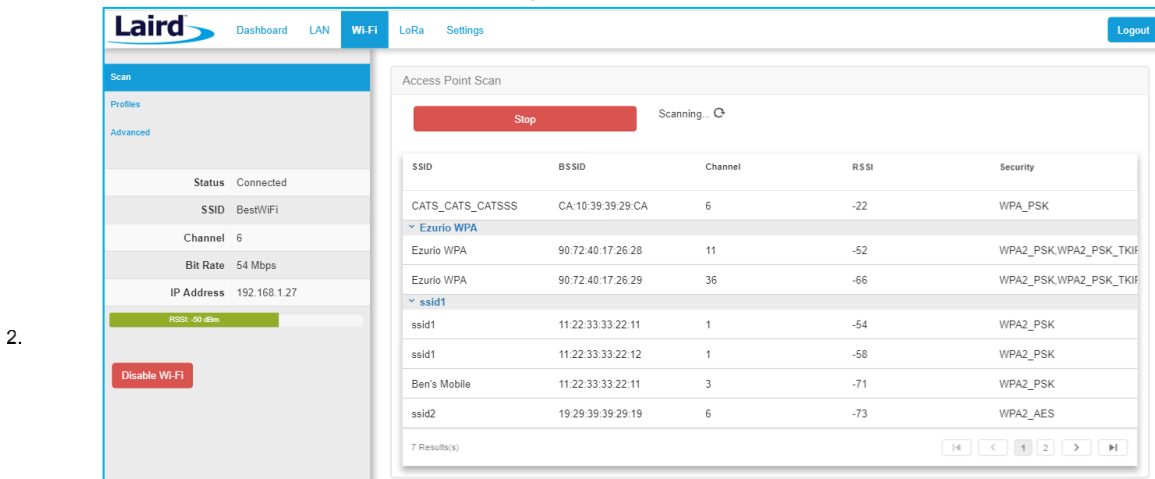 Laird Dashboard LAN Wi-Fi LoRa Settings Logout
Scan
Profiles
Advanced
Status Connected
SSID BestWiFi
Channel 6
Bit Rate 54 Mbps
IP Address 192.168.1.27
RSSI: -50 dBm
Disable Wi-Fi
2.
Access Point Scan
Stop Scanning...
SSID BSSID Channel RSSI Security
CATS_CATS_CATSSS CA:10:39:39:29:CA 6 -22 WPA_PSK
Ezurio WPA
Ezurio WPA 90:72:40:17:26:28 11 -52 WPA2_PSK,WPA2_PSK_TKIF
Ezurio WPA 90:72:40:17:26:29 36 -66 WPA2_PSK,WPA2_PSK_TKIF
ssid1
ssid1 11:22:33:33:22:11 1 -54 WPA2_PSK
ssid1 11:22:33:33:22:12 1 -58 WPA2_PSK
Ben's Mobile 11:22:33:33:22:11 3 -71 WPA2_PSK
ssid2 19:29:39:39:29:19 6 -73 WPA2_AES
7 Results(s) 1 2